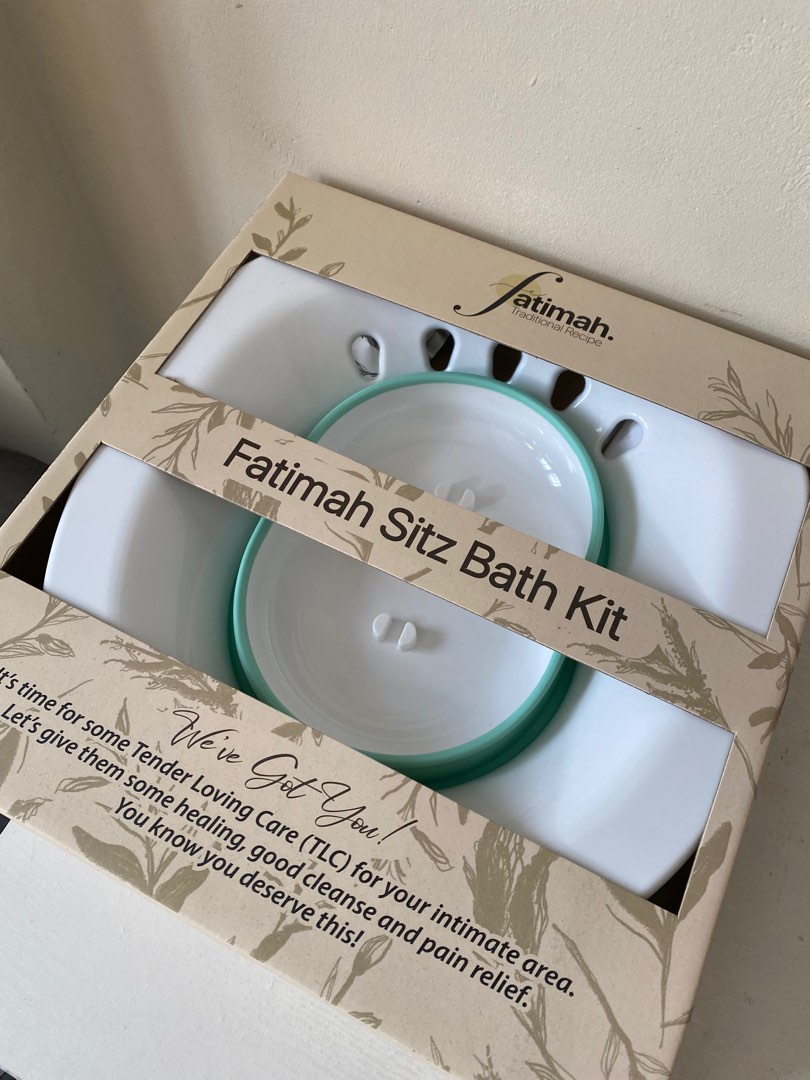 fatimah.
Traditional Recipe
Fatimah Sitz Bath Kit
We've Got You!
It's time for some Tender Loving Care (TLC) for your intimate area.
Let's give them some healing, good cleanse and pain relief.
You know you deserve this!